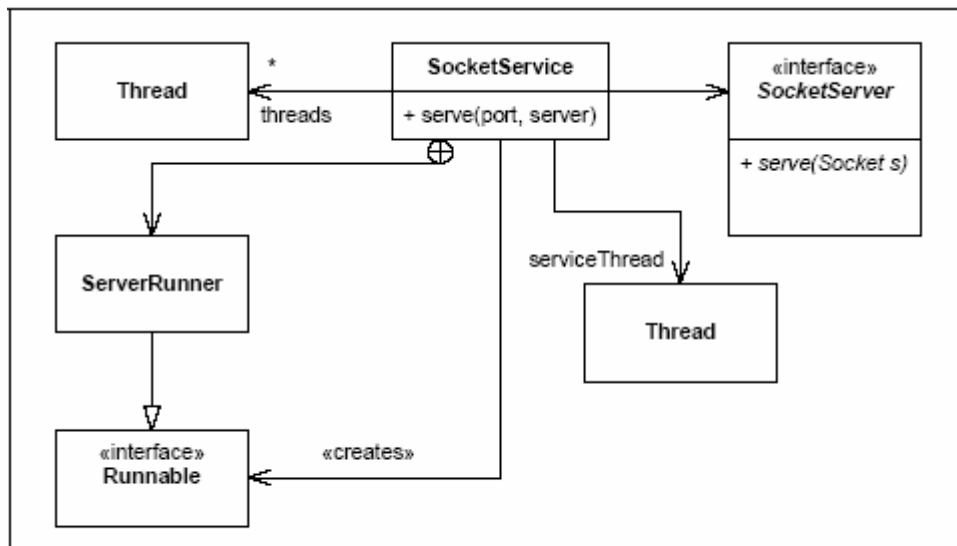 Thread
*
threads
SocketService
+ serve(port, server)
«interface»
SocketServer
+ serve(Socket s)
ServerRunner
serviceThread
Thread
«interface»
Runnable
«creates»